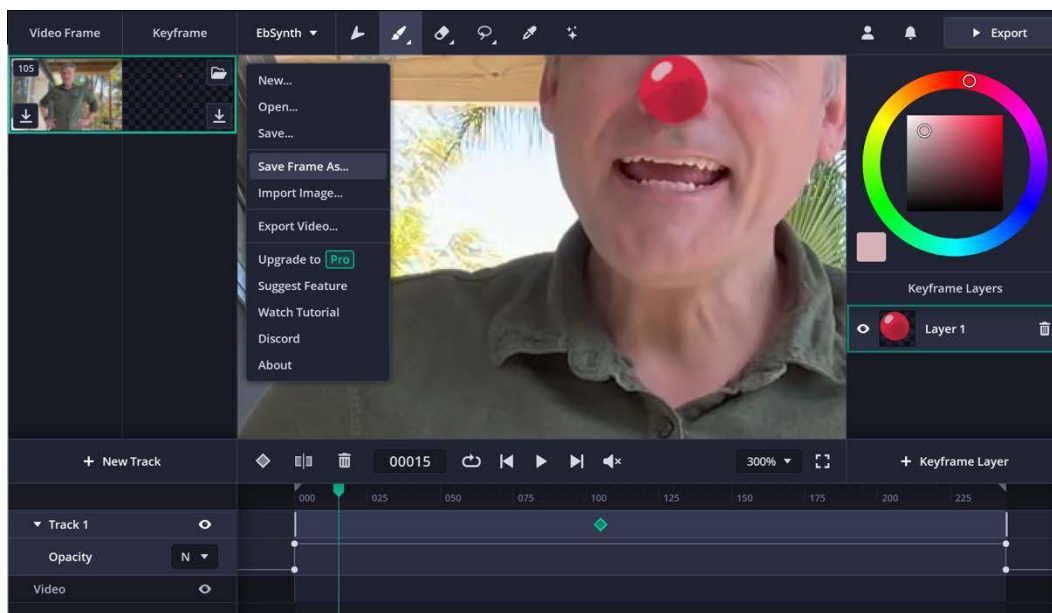 Video Frame
Keyframe
EbSynth
Export
105
New...
Open...
Save...
Save Frame As...
Import Image...
Export Video...
Upgrade to Pro
Suggest Feature
Watch Tutorial
Discord
About
Keyframe Layers
Layer 1
+ New Track
00015
300%
+ Keyframe Layer
000 025 050 075 100 125 150 175 200 225
Track 1
Opacity N
Video